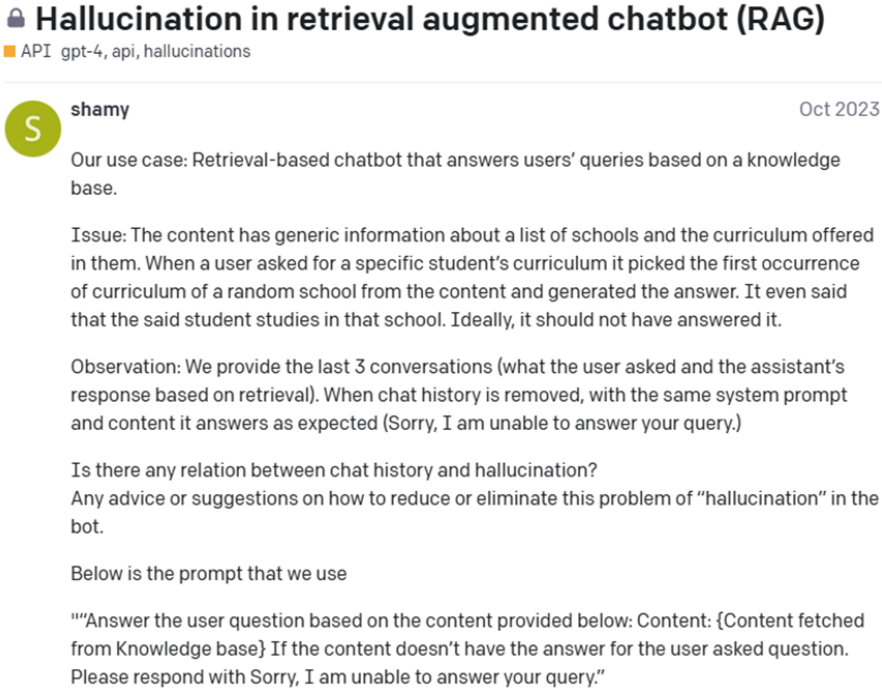 Hallucination in retrieval augmented chatbot (RAG)
API gpt-4, api, hallucinations
S
shamy
Oct 2023
Our use case: Retrieval-based chatbot that answers users’ queries based on a knowledge
base.
Issue: The content has generic information about a list of schools and the curriculum offered
in them. When a user asked for a specific student’s curriculum it picked the first occurrence
of curriculum of a random school from the content and generated the answer. It even said
that the said student studies in that school. Ideally, it should not have answered it.
Observation: We provide the last 3 conversations (what the user asked and the assistant’s
response based on retrieval). When chat history is removed, with the same system prompt
and content it answers as expected (Sorry, I am unable to answer your query.)
Is there any relation between chat history and hallucination?
Any advice or suggestions on how to reduce or eliminate this problem of “hallucination” in the
bot.
Below is the prompt that we use
"“Answer the user question based on the content provided below: Content: {Content fetched
from Knowledge base} If the content doesn’t have the answer for the user asked question.
Please respond with Sorry, I am unable to answer your query.”